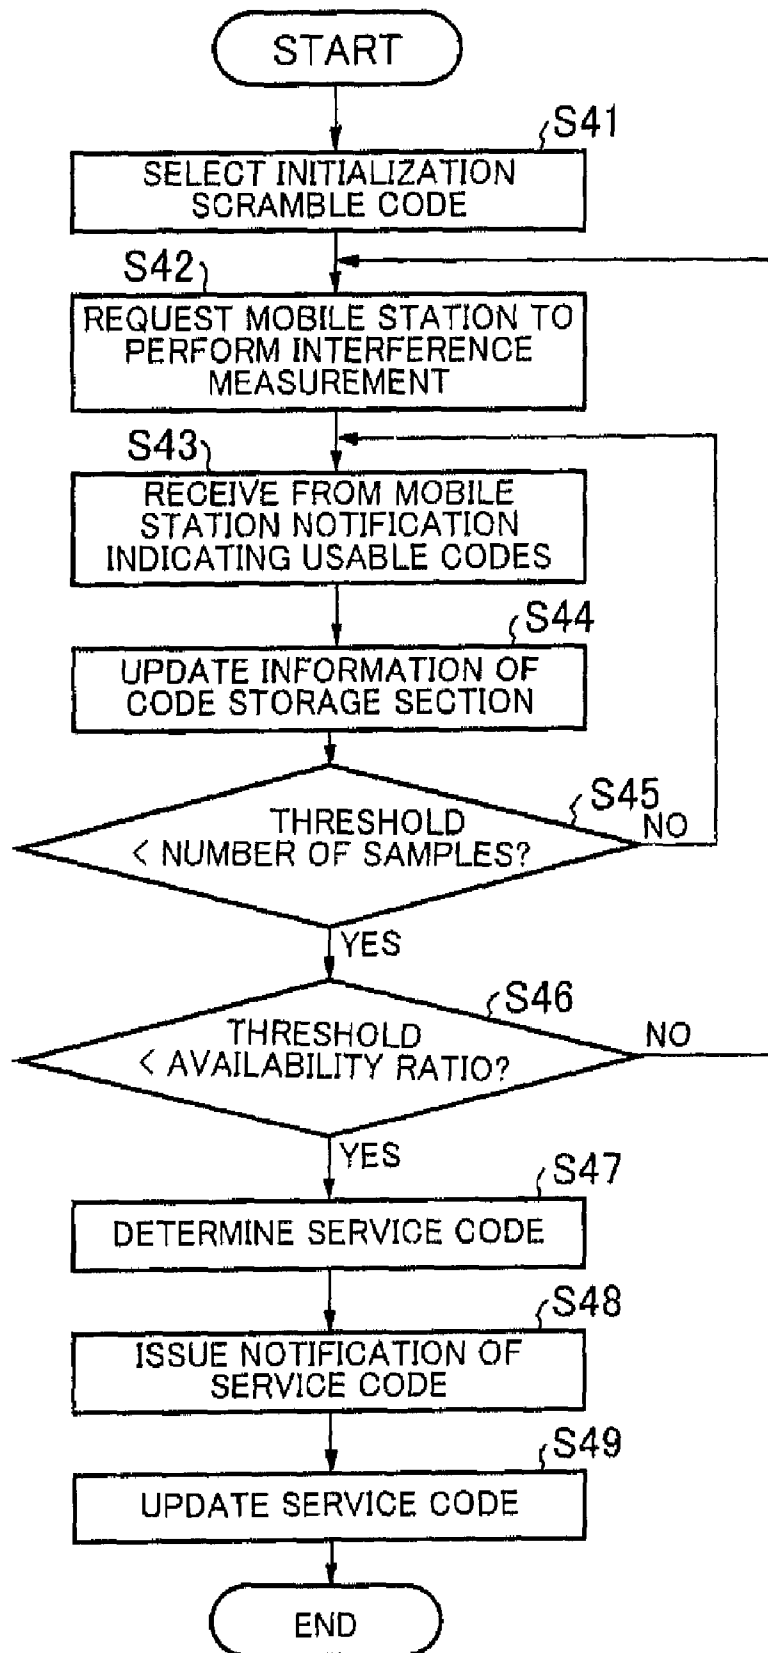 START
S41
SELECT INITIALIZATION
SCRAMBLE CODE
S42
REQUEST MOBILE STATION TO
PERFORM INTERFERENCE
MEASUREMENT
S43
RECEIVE FROM MOBILE
STATION NOTIFICATION
INDICATING USABLE CODES
S44
UPDATE INFORMATION OF
CODE STORAGE SECTION
S45
THRESHOLD
< NUMBER OF SAMPLES?
NO
YES
S46
THRESHOLD
< AVAILABILITY RATIO?
NO
YES
S47
DETERMINE SERVICE CODE
S48
ISSUE NOTIFICATION OF
SERVICE CODE
S49
UPDATE SERVICE CODE
END